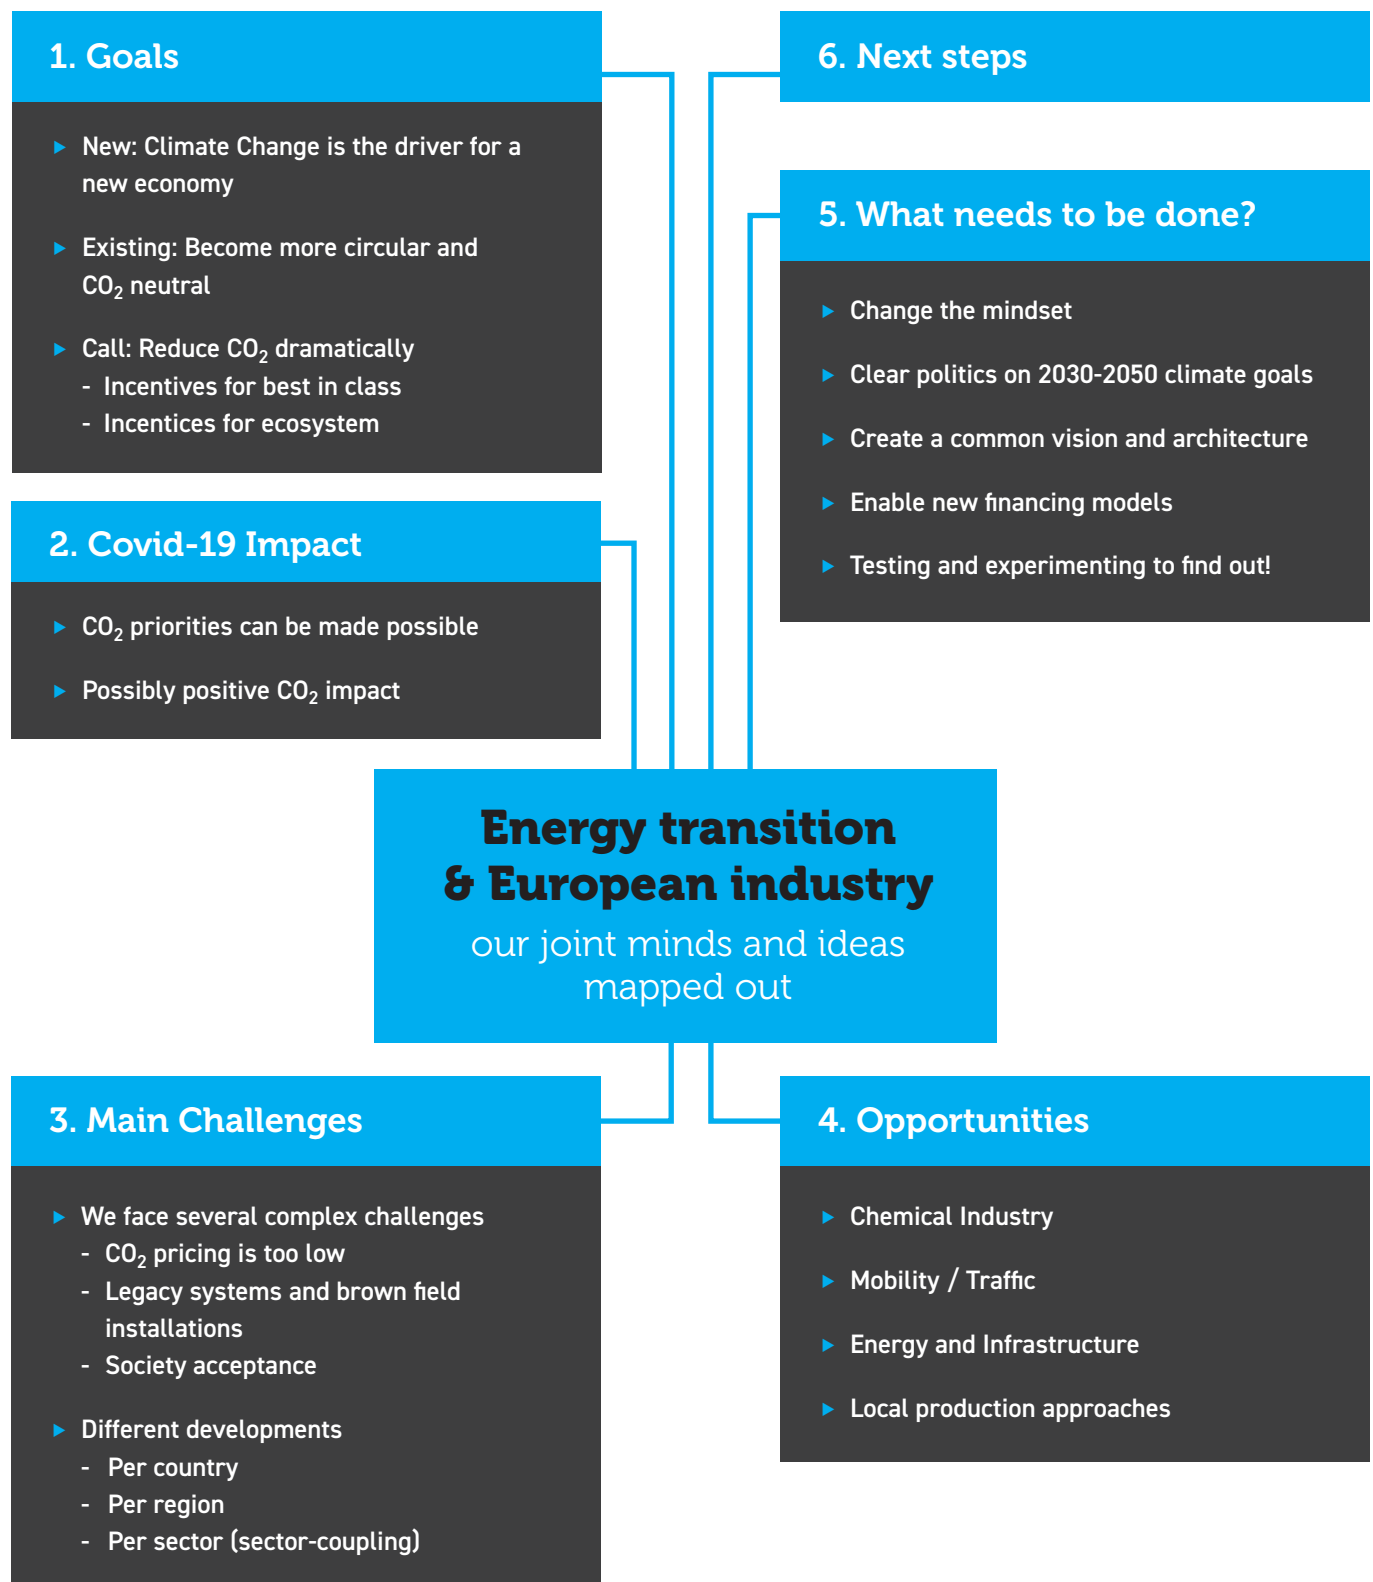 1. Goals
New: Climate Change is the driver for a
new economy
Existing: Become more circular and
CO₂ neutral
Call: Reduce CO₂ dramatically
- Incentives for best in class
- Incentices for ecosystem
2. Covid-19 Impact
CO₂ priorities can be made possible
Possibly positive CO₂ impact
6. Next steps
5. What needs to be done?
Change the mindset
Clear politics on 2030-2050 climate goals
Create a common vision and architecture
Enable new financing models
Testing and experimenting to find out!
Energy transition
& European industry
our joint minds and ideas
mapped out
3. Main Challenges
We face several complex challenges
- CO₂ pricing is too low
- Legacy systems and brown field
installations
- Society acceptance
Different developments
- Per country
- Per region
- Per sector (sector-coupling)
4. Opportunities
Chemical Industry
Mobility / Traffic
Energy and Infrastructure
Local production approaches